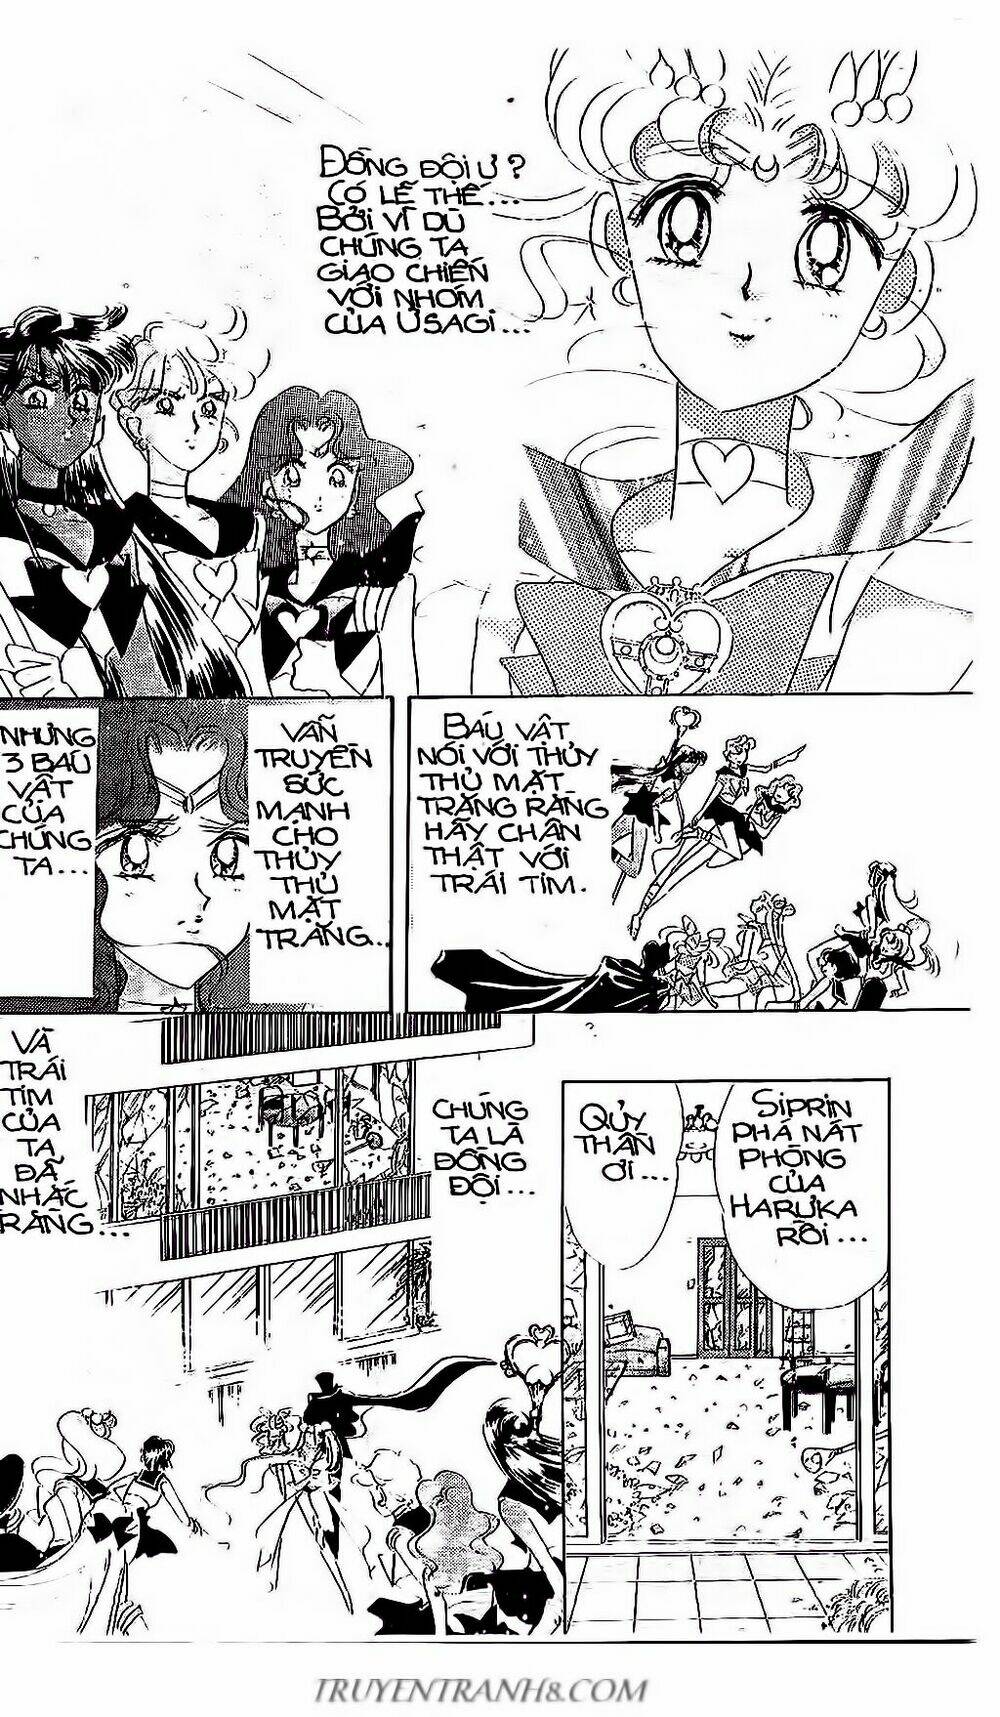 ĐỒNG ĐỘI Ư ?
CÓ LẼ THẾ...
BỞI VÌ DÙ
CHÚNG TA
GIAO CHIẾN
VỚI NHÓM
CỦA USAGI...
NHƯNG
3 BÁU
VẬT
CỦA
CHÚNG
TA...
VẪN
TRUYỀN
SỨC
MẠNH
CHO
THỦY
THỦ
MẶT
TRĂNG...
BÁU VẬT
NÓI VỚI THỦY
THỦ MẶT
TRĂNG RẰNG
HÃY CHÂN
THẬT VỚI
TRÁI TIM.
VÀ
TRÁI
TIM
CỦA
TA
ĐÃ
NHẮC
RẰNG...
CHÚNG
TA LÀ
ĐỒNG
ĐỘI...
QỦY
THẦN
ƠI...
SIPRIN
PHÁ NÁT
PHÒNG
CỦA
HARUKA
RỒI...
TRUYENTRANH8.COM